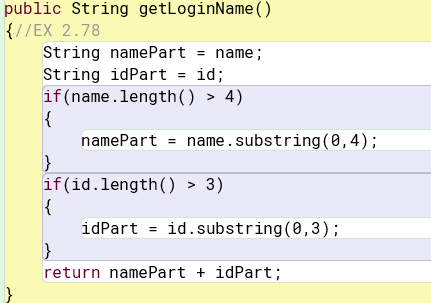 public String getLoginName()
{//EX 2.78
String namePart = name;
String idPart = id;
if(name.length() > 4)
{
namePart = name.substring(0,4);
}
if(id.length() > 3)
{
idPart = id.substring(0,3);
}
return namePart + idPart;
}